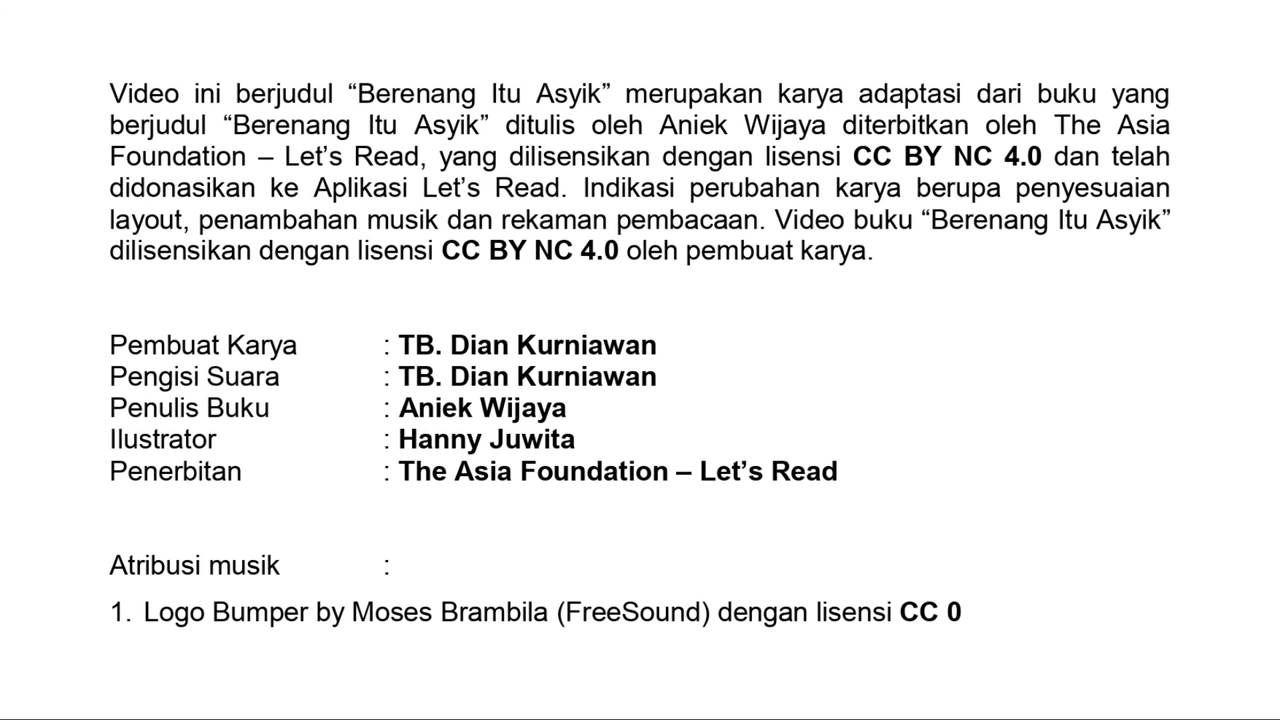 Video ini berjudul “Berenang Itu Asyik” merupakan karya adaptasi dari buku yang
berjudul “Berenang Itu Asyik” ditulis oleh Aniek Wijaya diterbitkan oleh The Asia
Foundation – Let’s Read, yang dilisensikan dengan lisensi CC BY NC 4.0 dan telah
didonasikan ke Aplikasi Let’s Read. Indikasi perubahan karya berupa penyesuaian
layout, penambahan musik dan rekaman pembacaan. Video buku “Berenang Itu Asyik”
dilisensikan dengan lisensi CC BY NC 4.0 oleh pembuat karya.
Pembuat Karya : TB. Dian Kurniawan
Pengisi Suara : TB. Dian Kurniawan
Penulis Buku : Aniek Wijaya
Ilustrator : Hanny Juwita
Penerbitan : The Asia Foundation – Let’s Read
Atribusi musik :
1. Logo Bumper by Moses Brambila (FreeSound) dengan lisensi CC 0